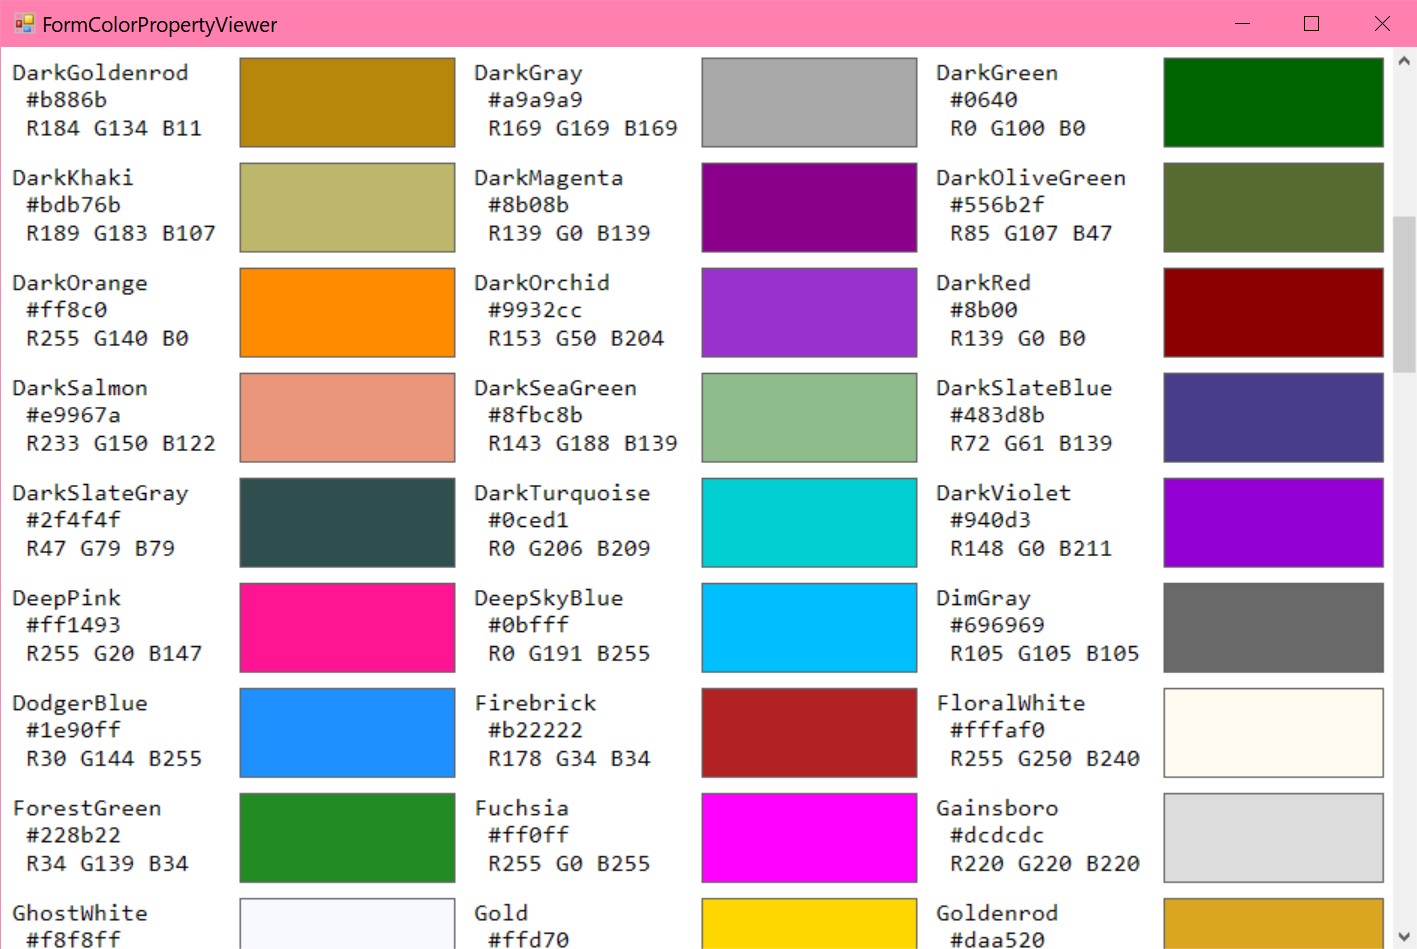 FormColorPropertyViewer
DarkGoldenrod
#b886b
R184 G134 B11
DarkGray
#a9a9a9
R169 G169 B169
DarkGreen
#0640
R0 G100 B0
DarkKhaki
#bdb76b
R189 G183 B107
DarkMagenta
#8b08b
R139 G0 B139
DarkOliveGreen
#556b2f
R85 G107 B47
DarkOrange
#ff8c0
R255 G140 B0
DarkOrchid
#9932cc
R153 G50 B204
DarkRed
#8b00
R139 G0 B0
DarkSalmon
#e9967a
R233 G150 B122
DarkSeaGreen
#8fbc8b
R143 G188 B139
DarkSlateBlue
#483d8b
R72 G61 B139
DarkSlateGray
#2f4f4f
R47 G79 B79
DarkTurquoise
#0ced1
R0 G206 B209
DarkViolet
#940d3
R148 G0 B211
DeepPink
#ff1493
R255 G20 B147
DeepSkyBlue
#0bfff
R0 G191 B255
DimGray
#696969
R105 G105 B105
DodgerBlue
#1e90ff
R30 G144 B255
Firebrick
#b22222
R178 G34 B34
FloralWhite
#fffaf0
R255 G250 B240
ForestGreen
#228b22
R34 G139 B34
Fuchsia
#ff0ff
R255 G0 B255
Gainsboro
#dcdcdc
R220 G220 B220
GhostWhite
#f8f8ff
Gold
#ffd70
Goldenrod
#daa520